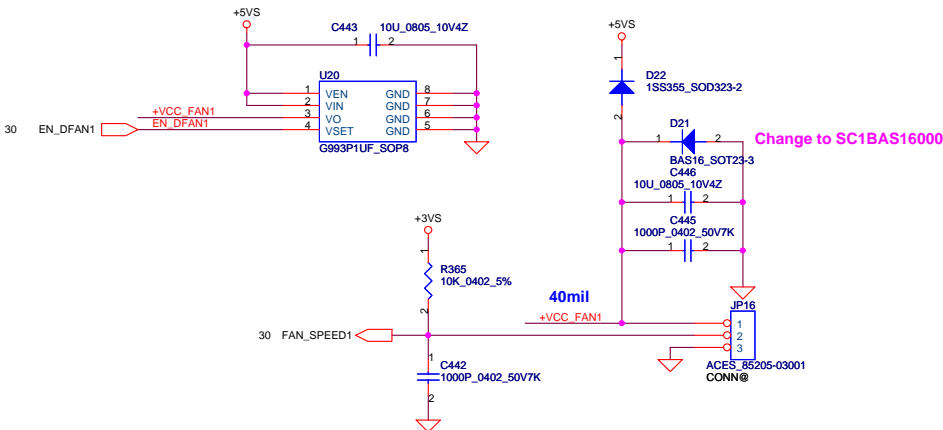 +5VS
C443 10U_0805_10V4Z
1 2
U20
1 VEN GND 8
2 VIN GND 7
3 VO GND 6
4 VSET GND 5
G993P1UF_SOP8
+VCC_FAN1
30 EN_DFAN1 EN_DFAN1
+5VS
1
D22
1SS355_SOD323-2
2
D21
1 2
BAS16_SOT23-3
Change to SC1BAS16000
C446
10U_0805_10V4Z
1 2
C445
1000P_0402_50V7K
1 2
+3VS
1
R365
10K_0402_5%
2
40mil
+VCC_FAN1
30 FAN_SPEED1
JP16
1
2
3
ACES_85205-03001
CONN@
1
C442
1000P_0402_50V7K
2